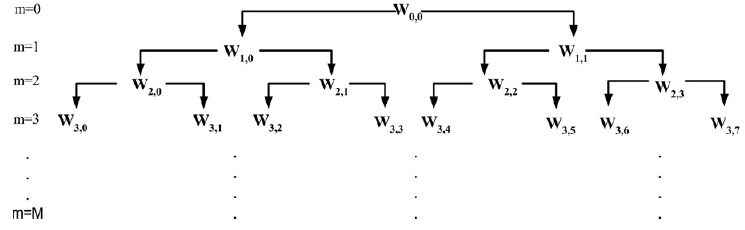 m=0 W0,0
m=1 W1,0 W1,1
m=2 W2,0 W2,1 W2,2 W2,3
m=3 W3,0 W3,1 W3,2 W3,3 W3,4 W3,5 W3,6 W3,7
. . . .
. . . .
. . . .
m=M . . .